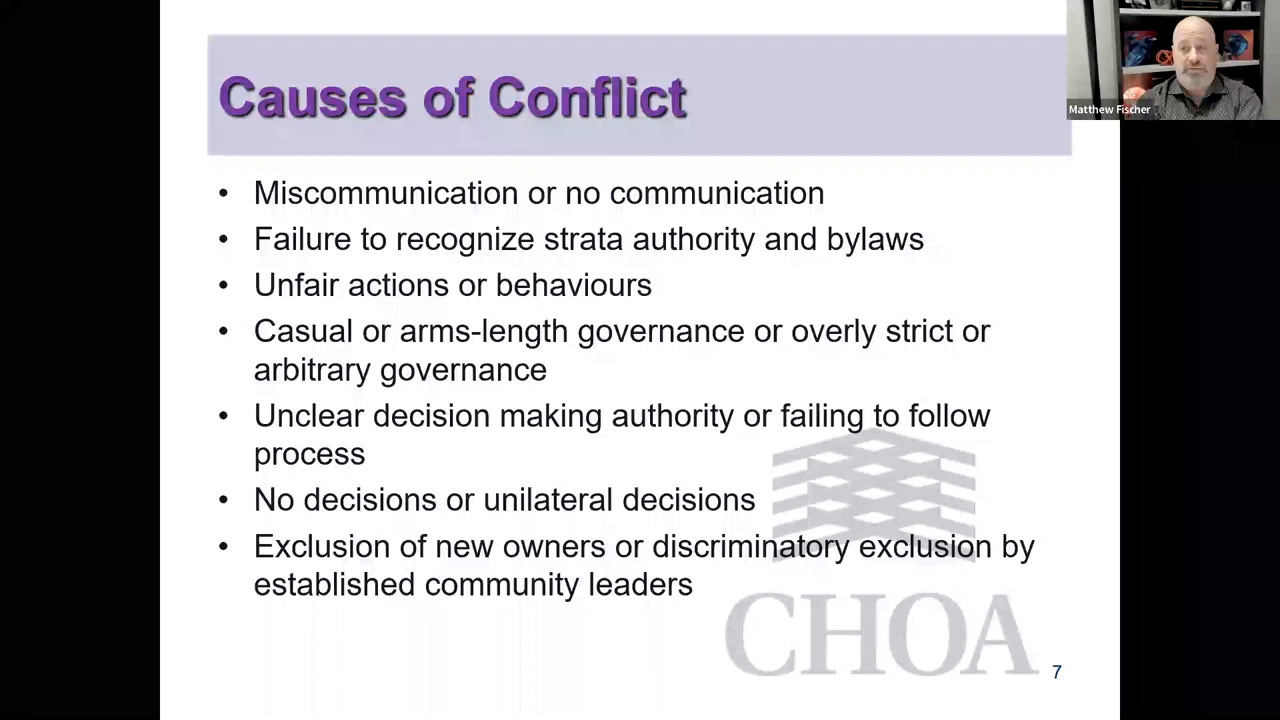 Causes of Conflict
Matthew Fischer
• Miscommunication or no communication
• Failure to recognize strata authority and bylaws
• Unfair actions or behaviours
• Casual or arms-length governance or overly strict or
arbitrary governance
• Unclear decision making authority or failing to follow
process
• No decisions or unilateral decisions
• Exclusion of new owners or discriminatory exclusion by
established community leaders
CHOA
7